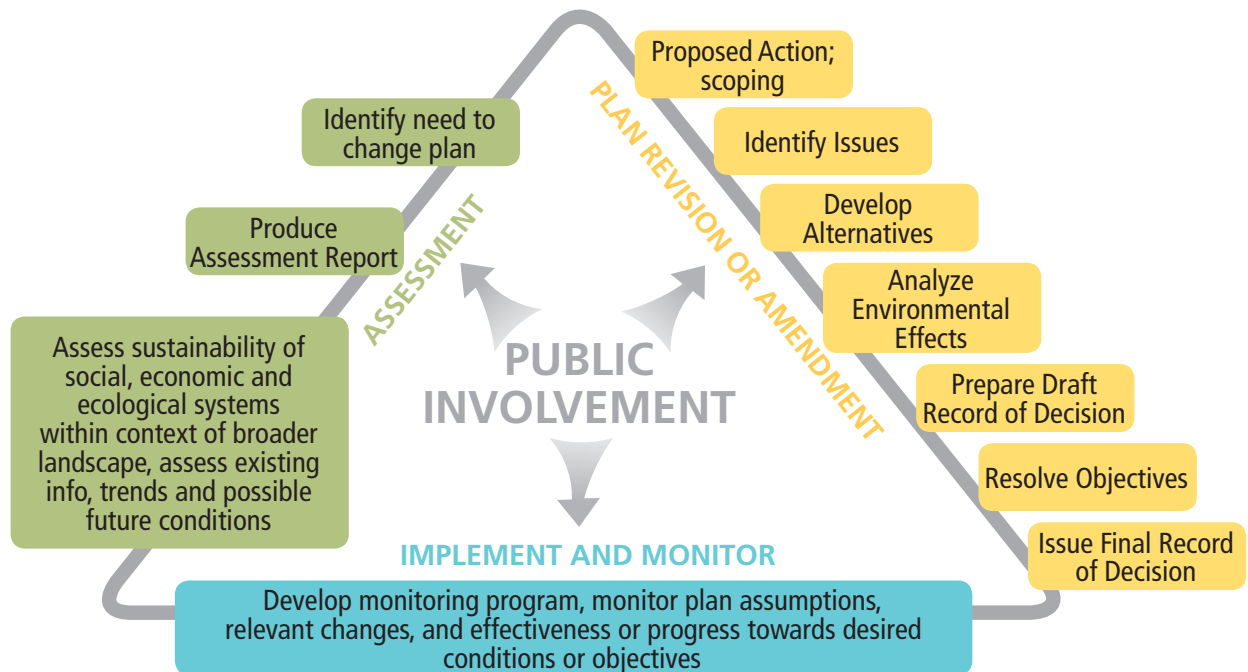 Proposed Action;
scoping
Identify need to
change plan
Identify Issues
PLAN REVISION OR AMENDMENT
Develop
Alternatives
Produce
Assessment Report
ASSESSMENT
Analyze
Environmental
Effects
Assess sustainability of
social, economic and
ecological systems
within context of broader
landscape, assess existing
info, trends and possible
future conditions
PUBLIC
INVOLVEMENT
Prepare Draft
Record of Decision
Resolve Objectives
Issue Final Record
of Decision
IMPLEMENT AND MONITOR
Develop monitoring program, monitor plan assumptions,
relevant changes, and effectiveness or progress towards desired
conditions or objectives